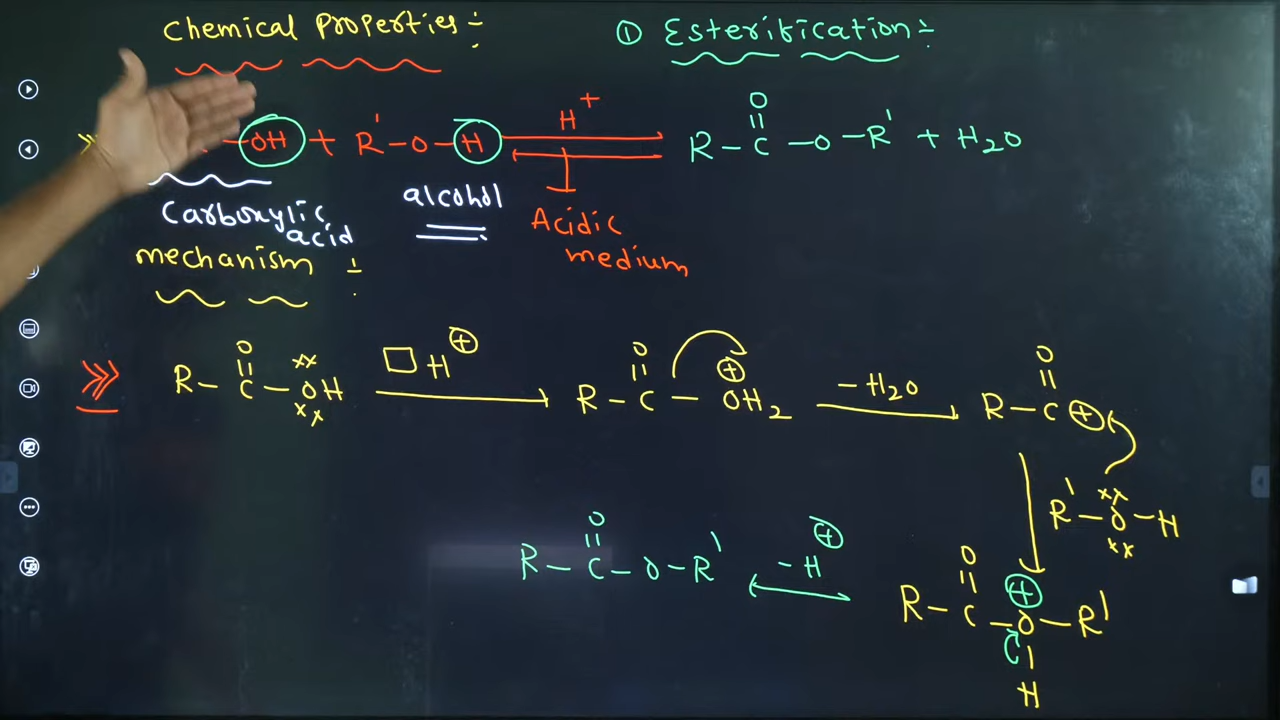 Chemical Properties :-
① Esterification :-
OH + R' - O - H ⇌ H+ R - C - O - R' + H2O
O
||
Carboxylic acid
alcohol
Acidic medium
mechanism :-
R - C - OH □ H⊕ R - C - OH2 - H2O R - C ⊕
O
||
O
||
⊕
O
||
R' - O - H
R - C - O - R' - H⊕ R - C - O - R'
O
||
O
||
⊕
H